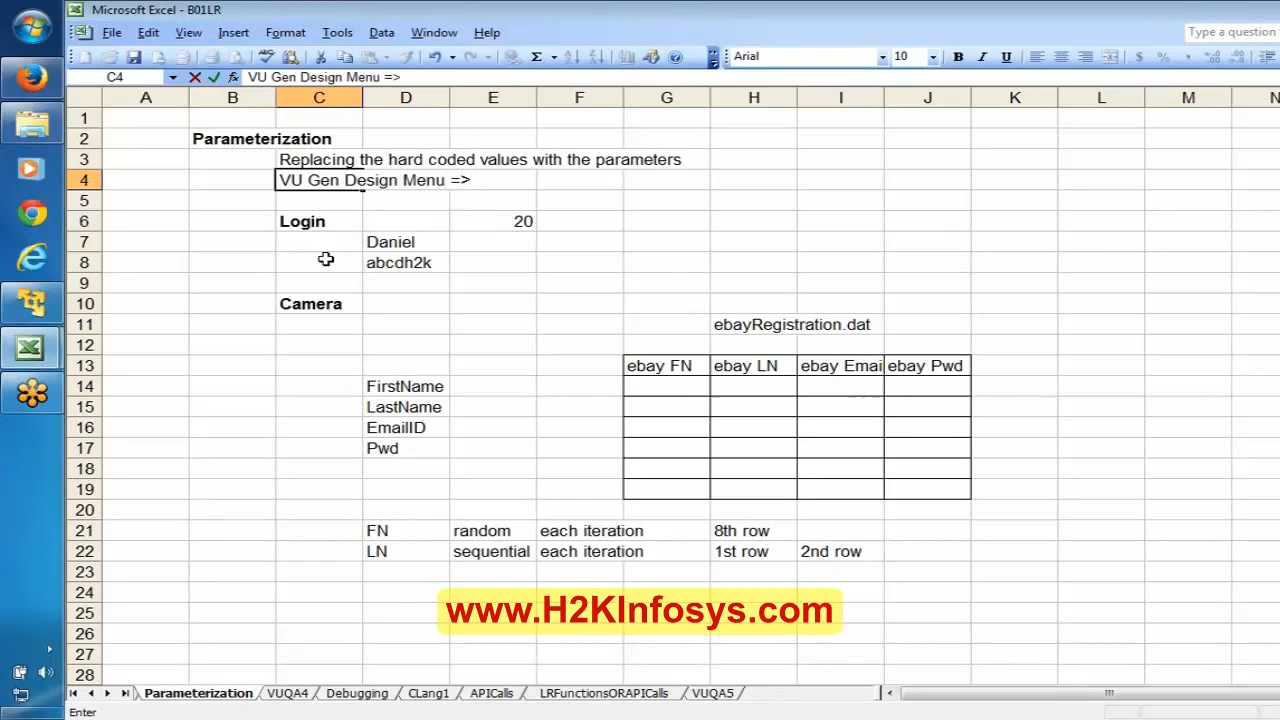 Microsoft Excel - B01LR
File Edit View Insert Format Tools Data Window Help
Type a question
Arial 10 B I U $ %
C4 VU Gen Design Menu =>
A B C D E F G H I J K L M N
1
2 Parameterization
3 Replacing the hard coded values with the parameters
4 VU Gen Design Menu =>
5
6 Login 20
7 Daniel
8 abcdh2k
9
10 Camera
11 ebayRegistration.dat
12
13 ebay FN ebay LN ebay Emai ebay Pwd
14 FirstName
15 LastName
16 EmailID
17 Pwd
18
19
20
21 FN random each iteration 8th row
22 LN sequential each iteration 1st row 2nd row
23
24
25
26
27
28
www.H2KInfosys.com
Parameterization VUQA4 Debugging CLang1 APICalls LRFunctionsORAPICalls VUQA5
Enter